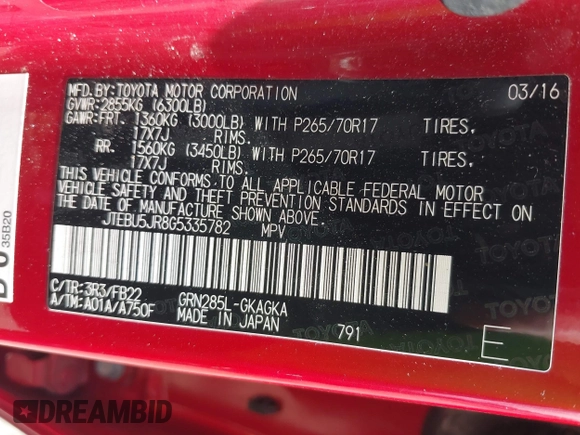 MFD.BY:TOYOTA MOTOR CORPORATION 03/16
GVWR:2855KG (6300LB)
GAWR:FRT. 1360KG (3000LB) WITH P265/70R17 TIRES,
17X7J RIMS.
RR. 1560KG (3450LB) WITH P265/70R17 TIRES,
17X7J RIMS.
THIS VEHICLE CONFORMS TO ALL APPLICABLE FEDERAL MOTOR
VEHICLE SAFETY AND THEFT PREVENTION STANDARDS IN EFFECT ON
THE DATE OF MANUFACTURE SHOWN ABOVE.
JTEBU5JR8G5335782 MPV
C/TR:3R3/FB22 GRN285L-GKAGKA
A/TM:A01A/A750F MADE IN JAPAN 791 E
TOYOTA
35B20
DREAMBID